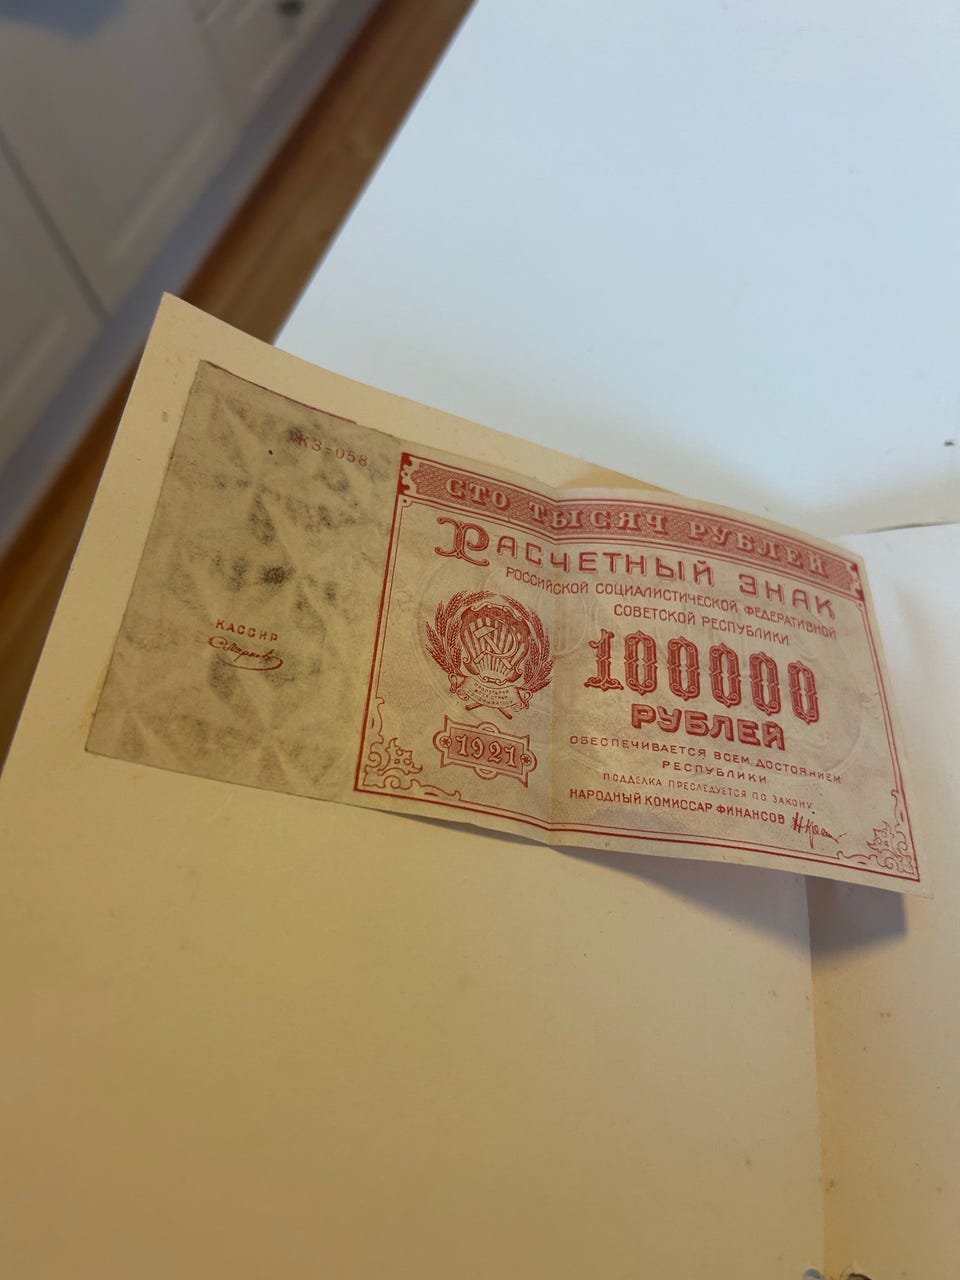 ЖЗ-058
КАССИР
СТО ТЫСЯЧ РУБЛЕЙ
РАСЧЕТНЫЙ ЗНАК
РОССИЙСКОЙ СОЦИАЛИСТИЧЕСКОЙ ФЕДЕРАТИВНОЙ
СОВЕТСКОЙ РЕСПУБЛИКИ
100000
РУБЛЕЙ
1921
ОБЕСПЕЧИВАЕТСЯ ВСЕМ ДОСТОЯНИЕМ
РЕСПУБЛИКИ
ПОДДЕЛКА ПРЕСЛЕДУЕТСЯ ПО ЗАКОНУ.
НАРОДНЫЙ КОМИССАР ФИНАНСОВ